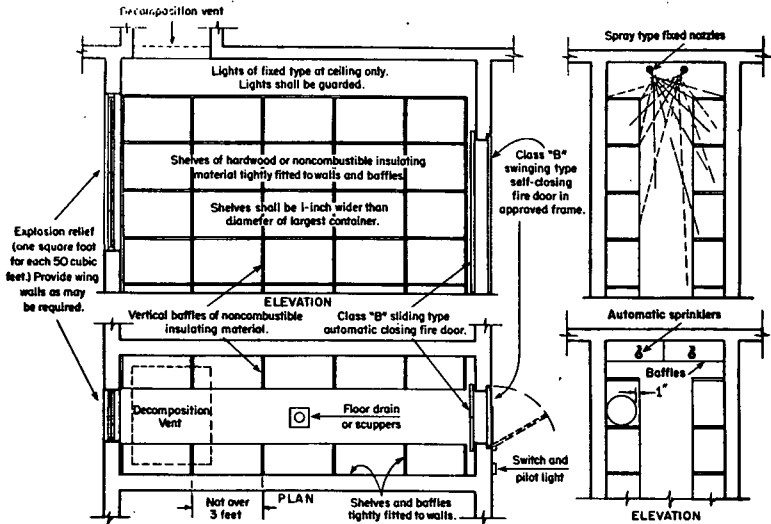 Decomposition vent
Lights of fixed type at ceiling only.
Lights shall be guarded.
Shelves of hardwood or noncombustible insulating
material tightly fitted to walls and baffles.
Shelves shall be 1-inch wider than
diameter of largest container.
Explosion relief
(one square foot
for each 50 cubic
feet.) Provide wing
walls as may
be required.
Class "B"
swinging type
self-closing
fire door in
approved frame.
ELEVATION
Vertical baffles of noncombustible
insulating material.
Class "B" sliding type
automatic closing fire door.
Decomposition
Vent
Floor drain
or scuppers
Switch and
pilot light
Not over
3 feet
PLAN
Shelves and baffles
tightly fitted to walls.
Spray type fixed nozzles
Automatic sprinklers
Baffles
1"
ELEVATION